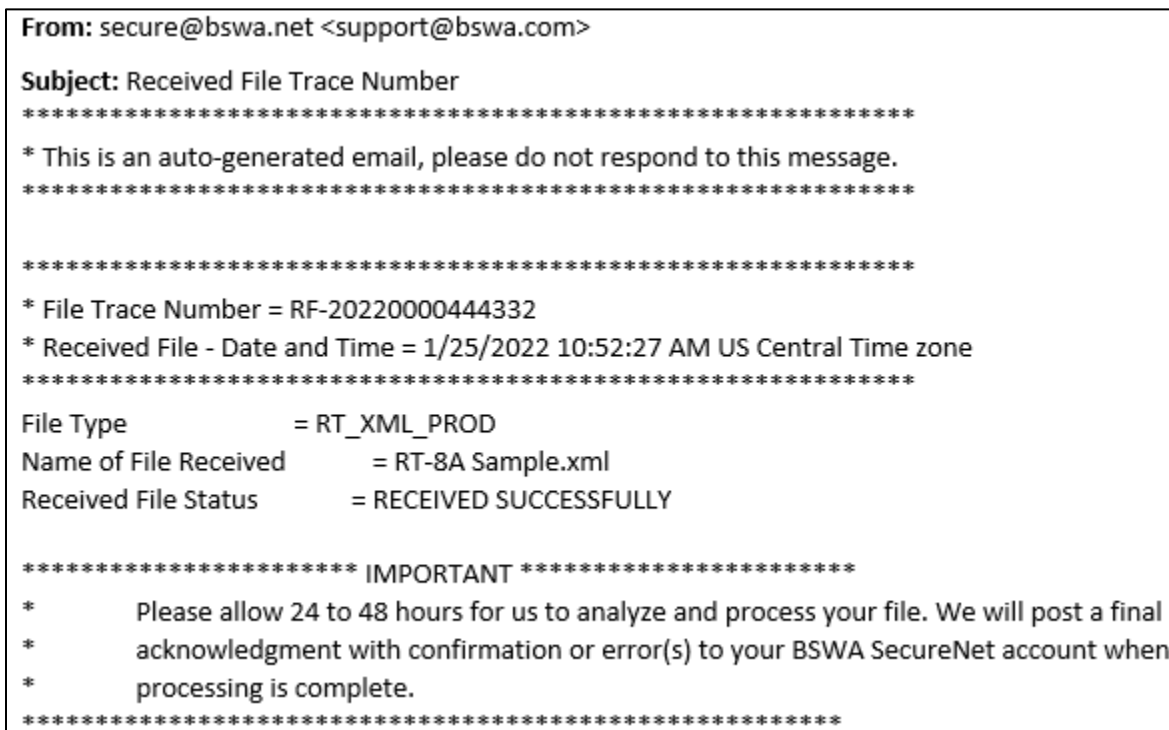 From: secure@bswa.net <support@bswa.com>
Subject: Received File Trace Number
*************************************************************
* This is an auto-generated email, please do not respond to this message.
*************************************************************
*************************************************************
* File Trace Number = RF-20220000444332
* Received File - Date and Time = 1/25/2022 10:52:27 AM US Central Time zone
*************************************************************
File Type = RT_XML_PROD
Name of File Received = RT-8A Sample.xml
Received File Status = RECEIVED SUCCESSFULLY
*********************** IMPORTANT ***********************
* Please allow 24 to 48 hours for us to analyze and process your file. We will post a final
* acknowledgment with confirmation or error(s) to your BSWA SecureNet account when
* processing is complete.
********************************************************